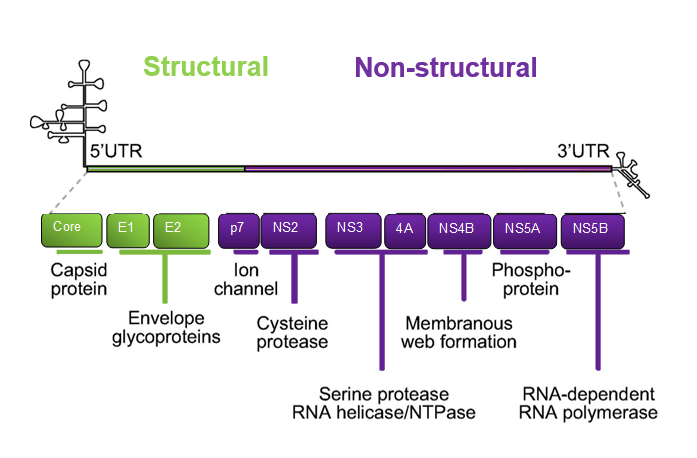 Structural
Non-structural
5'UTR
3'UTR
Core
E1
E2
p7
NS2
NS3
4A
NS4B
NS5A
NS5B
Capsid
protein
Ion
channel
Phospho-
protein
Envelope
glycoproteins
Cysteine
protease
Membranous
web formation
Serine protease
RNA helicase/NTPase
RNA-dependent
RNA polymerase